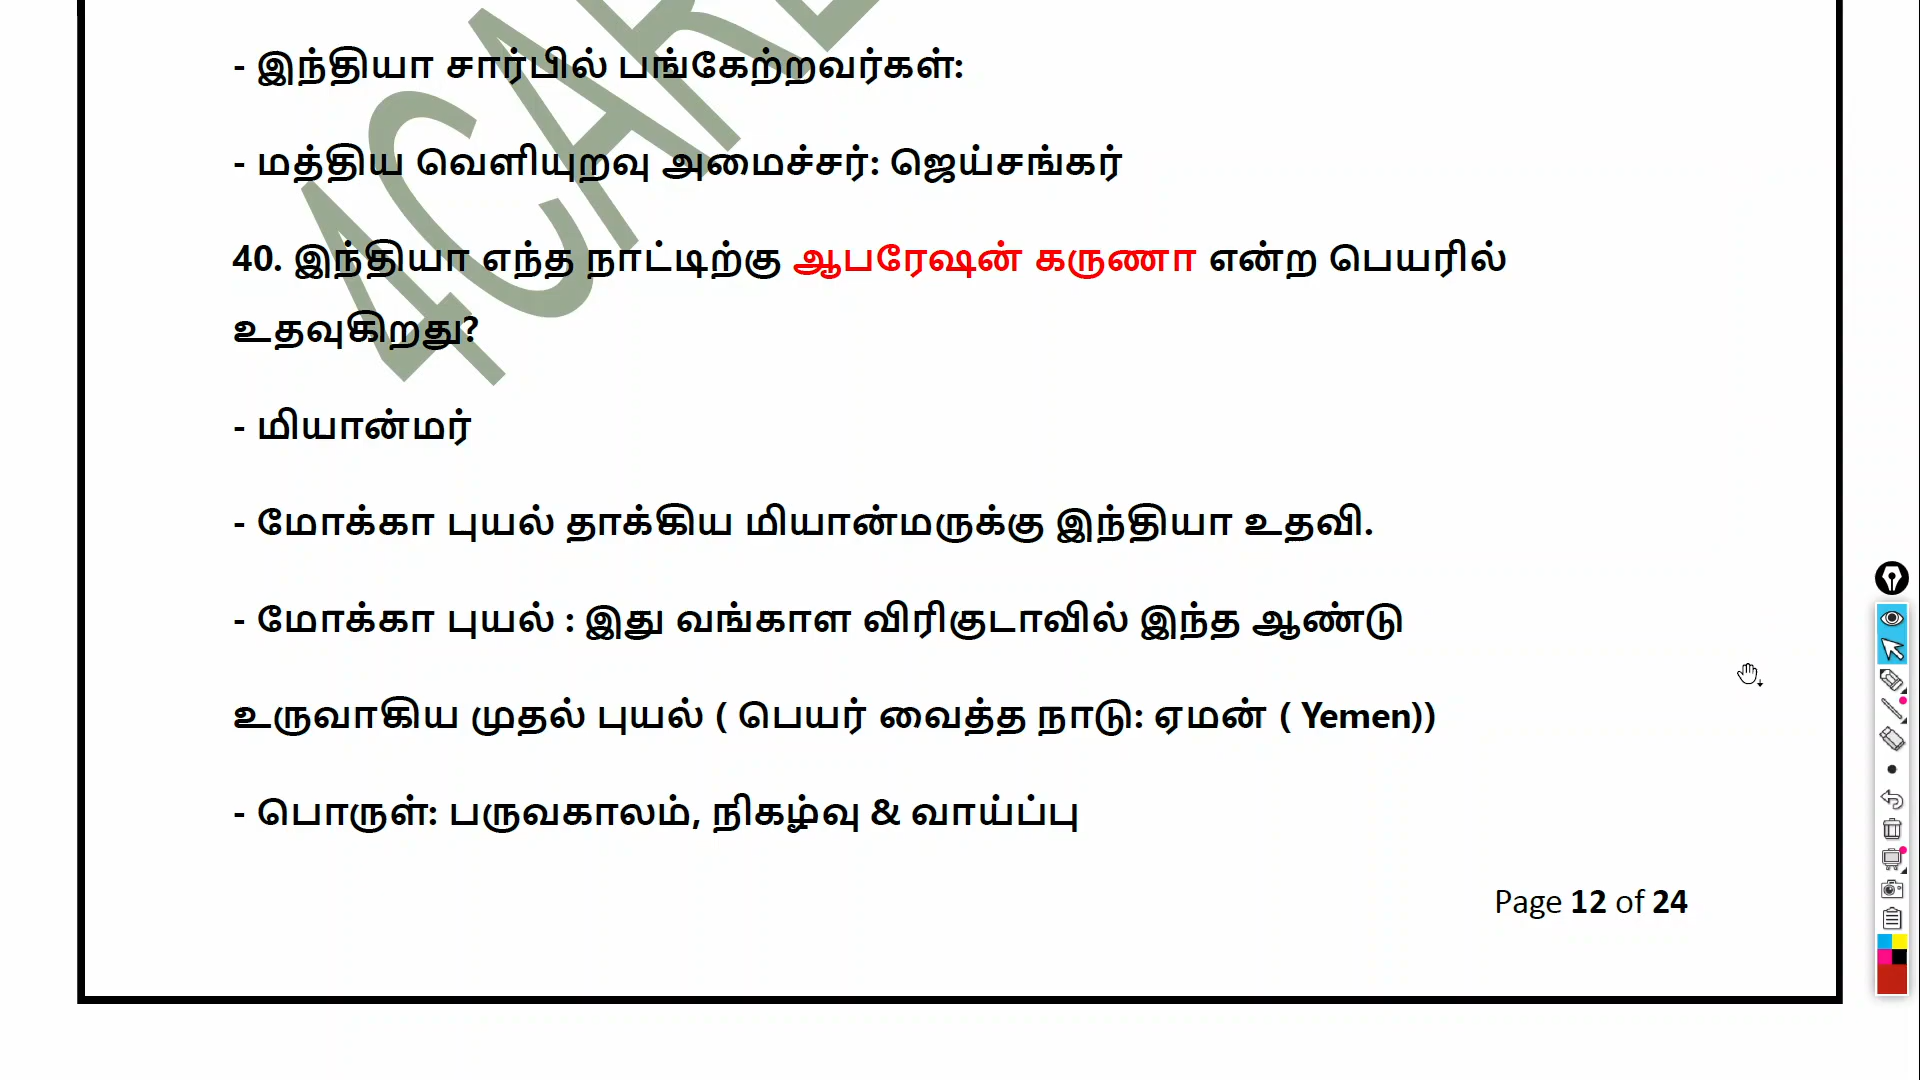 - இந்தியா சார்பில் பங்கேற்றவர்கள்:
- மத்திய வெளியுறவு அமைச்சர்: ஜெய்சங்கர்
40. இந்தியா எந்த நாட்டிற்கு ஆபரேஷன் கருணா என்ற பெயரில்
உதவுகிறது?
- மியான்மர்
- மோக்கா புயல் தாக்கிய மியான்மருக்கு இந்தியா உதவி.
- மோக்கா புயல் : இது வங்காள விரிகுடாவில் இந்த ஆண்டு
உருவாகிய முதல் புயல் ( பெயர் வைத்த நாடு: ஏமன் ( Yemen))
- பொருள்: பருவகாலம், நிகழ்வு & வாய்ப்பு
Page 12 of 24